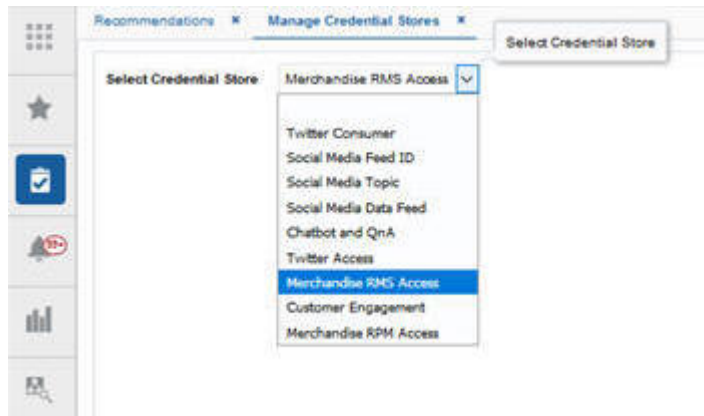 Recommendations × Manage Credential Stores ×
Select Credential Store
Select Credential Store Merchandise RMS Access
Twitter Consumer
Social Media Feed ID
Social Media Topic
Social Media Data Feed
Chatbot and QnA
Twitter Access
Merchandise RMS Access
Customer Engagement
Merchandise RPM Access
99+